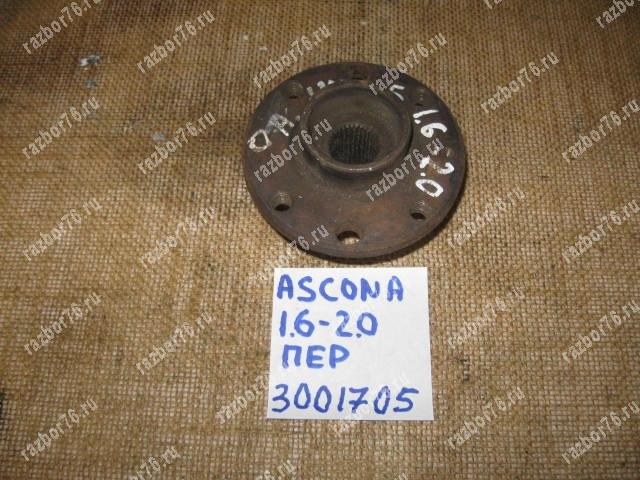 1.6-2.0
ASCONA
1.6-2.0
ПЕР
3001705
razbor76.ru